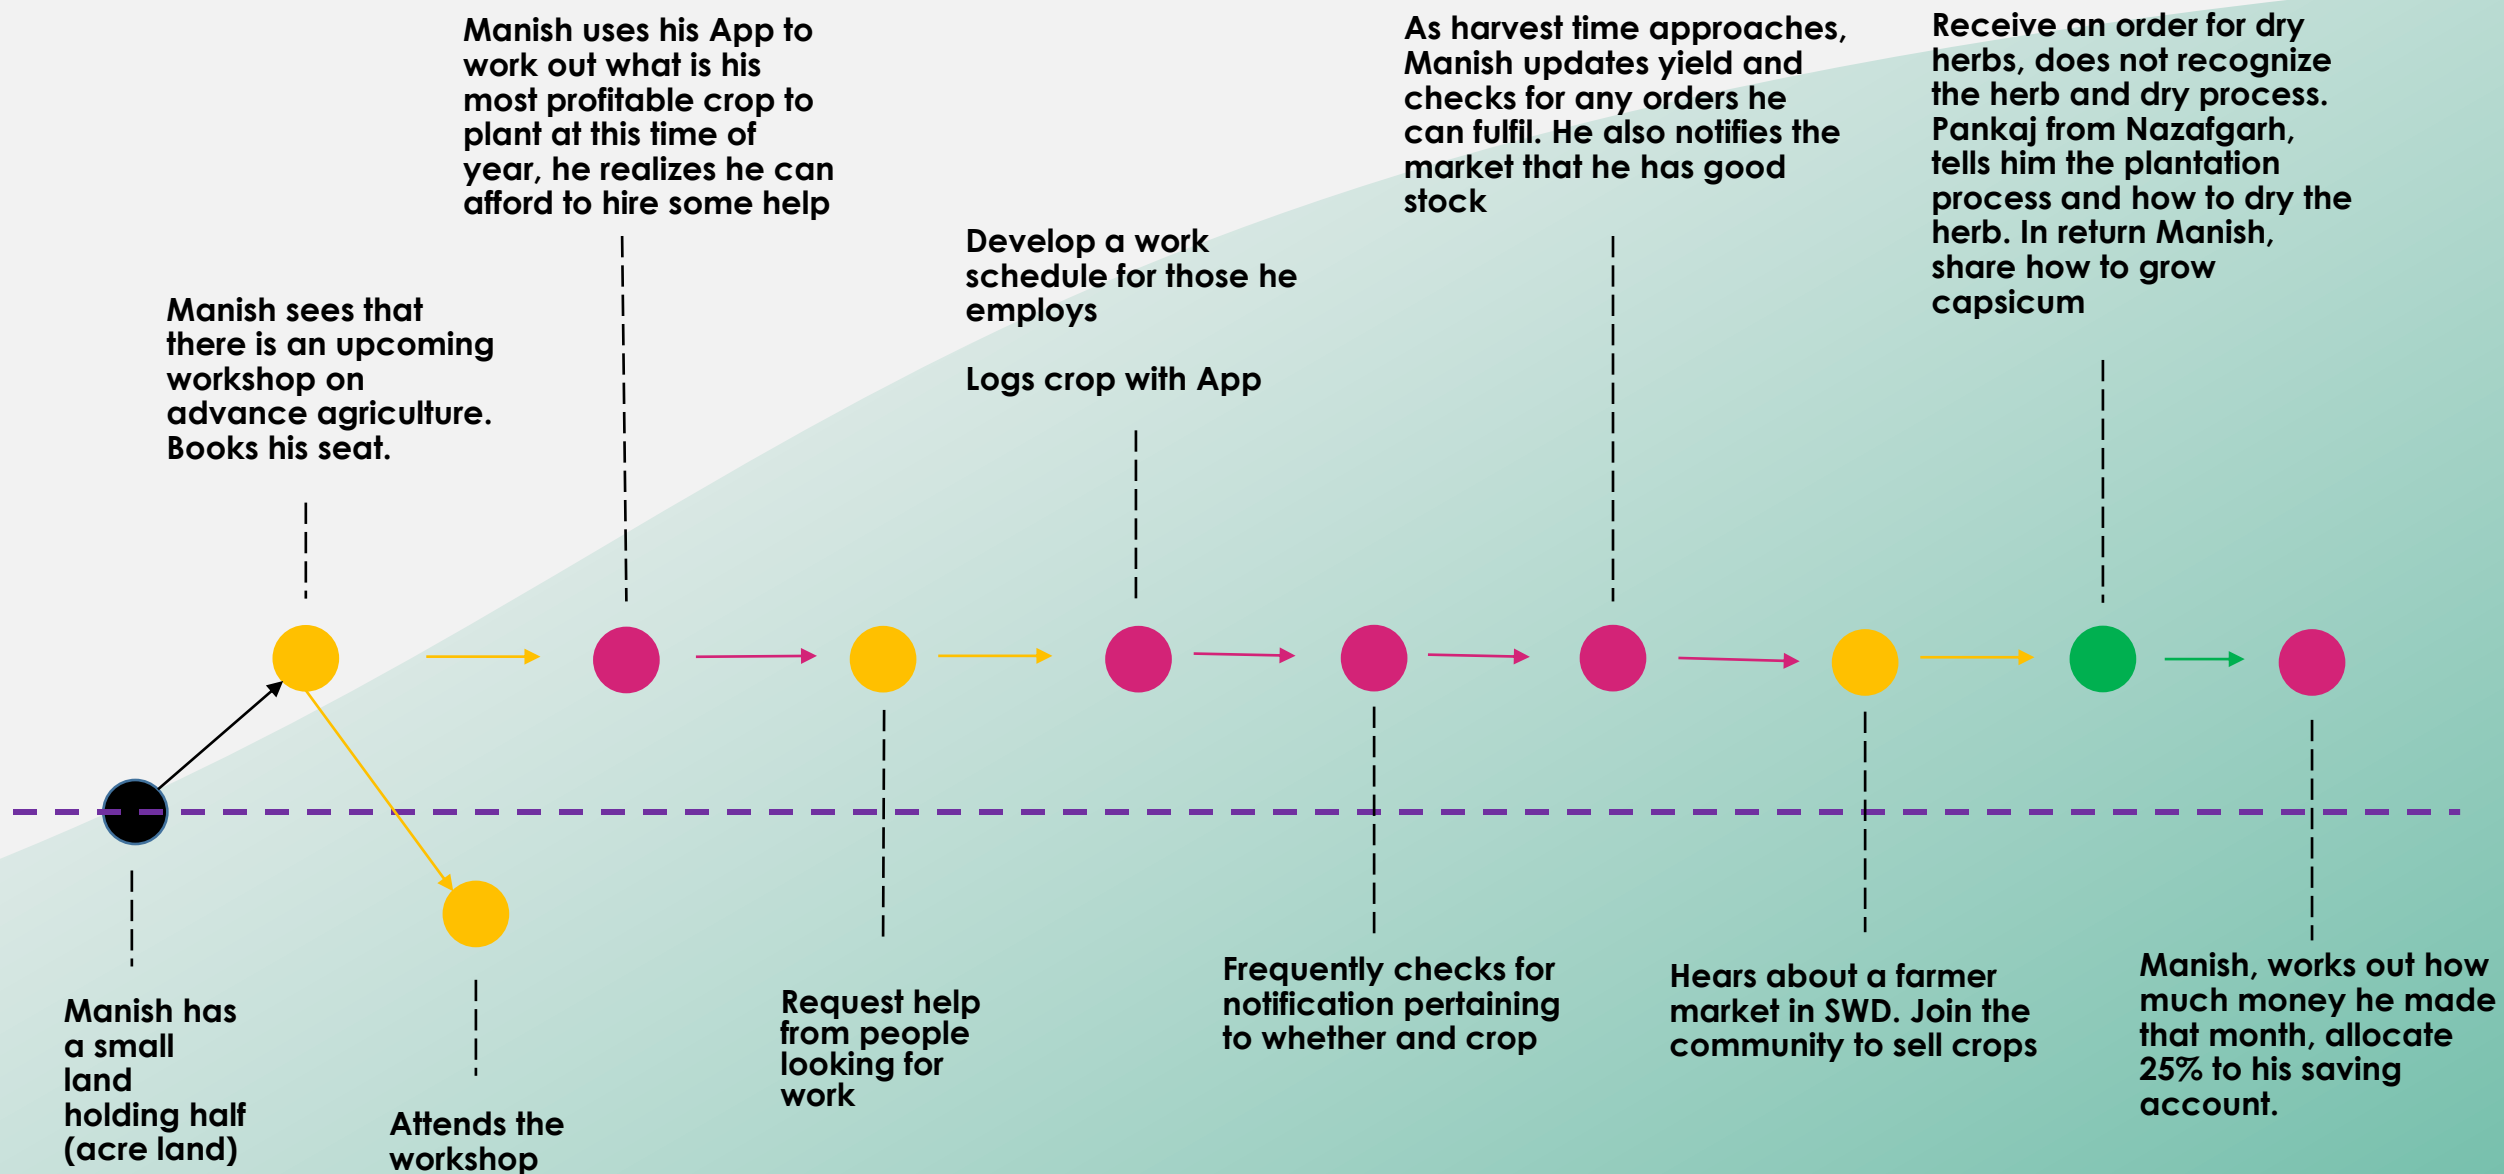 Manish has
a small
land
holding half
(acre land)
Manish sees that
there is an upcoming
workshop on
advance agriculture.
Books his seat.
Attends the
workshop
Manish uses his App to
work out what is his
most profitable crop to
plant at this time of
year, he realizes he can
afford to hire some help
Request help
from people
looking for
work
Develop a work
schedule for those he
employs
Logs crop with App
Frequently checks for
notification pertaining
to whether and crop
As harvest time approaches,
Manish updates yield and
checks for any orders he
can fulfil. He also notifies the
market that he has good
stock
Hears about a farmer
market in SWD. Join the
community to sell crops
Receive an order for dry
herbs, does not recognize
the herb and dry process.
Pankaj from Nazafgarh,
tells him the plantation
process and how to dry the
herb. In return Manish,
share how to grow
capsicum
Manish, works out how
much money he made
that month, allocate
25% to his saving
account.